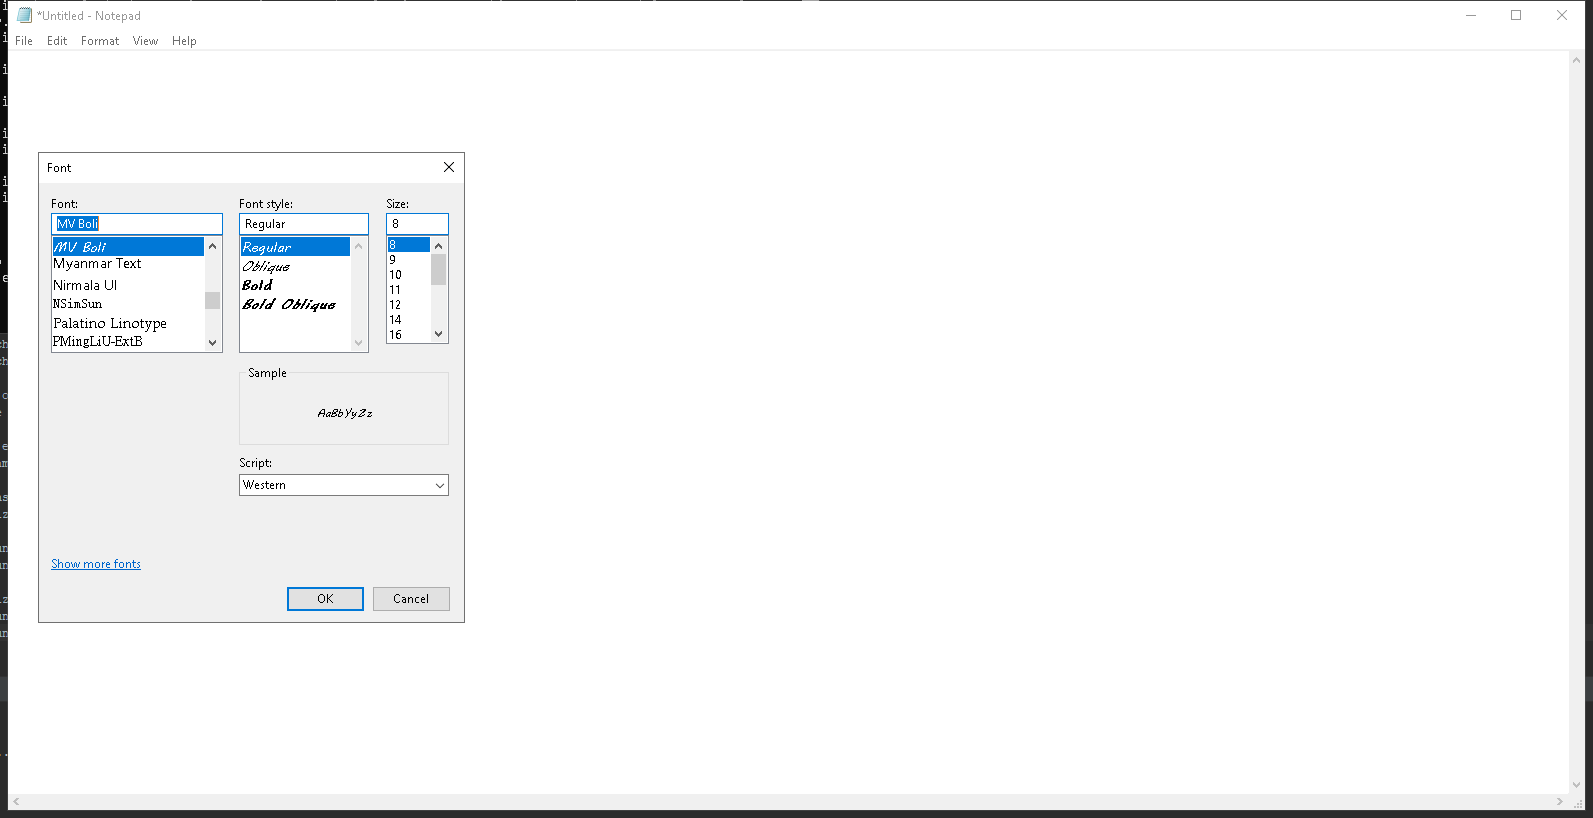 *Untitled - Notepad
File Edit Format View Help
Font
Font: Font style: Size:
MV Boli Regular 8
MV Boli Regular 8
Myanmar Text Oblique 9
Nirmala UI Bold 10
NSimSun Bold Oblique 11
Palatino Linotype 12
PMingLiU-ExtB 14
16
Sample
AaBbYyZz
Script:
Western
Show more fonts
OK Cancel